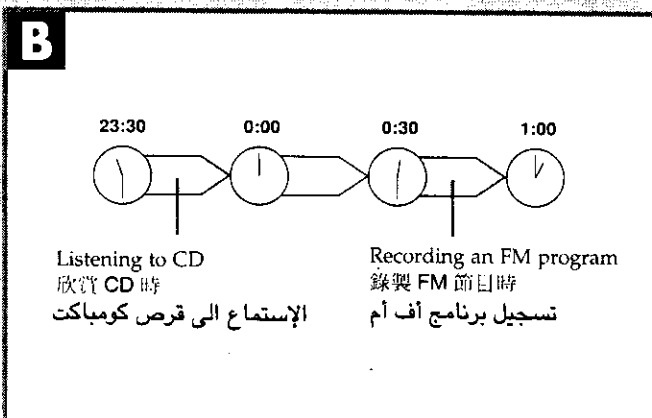 B
23:30 0:00 0:30 1:00
Listening to CD
欣賞 CD 時
الإستماع الى قرص كومباكت
Recording an FM program
錄製 FM 節目時
تسجيل برنامج أف أم